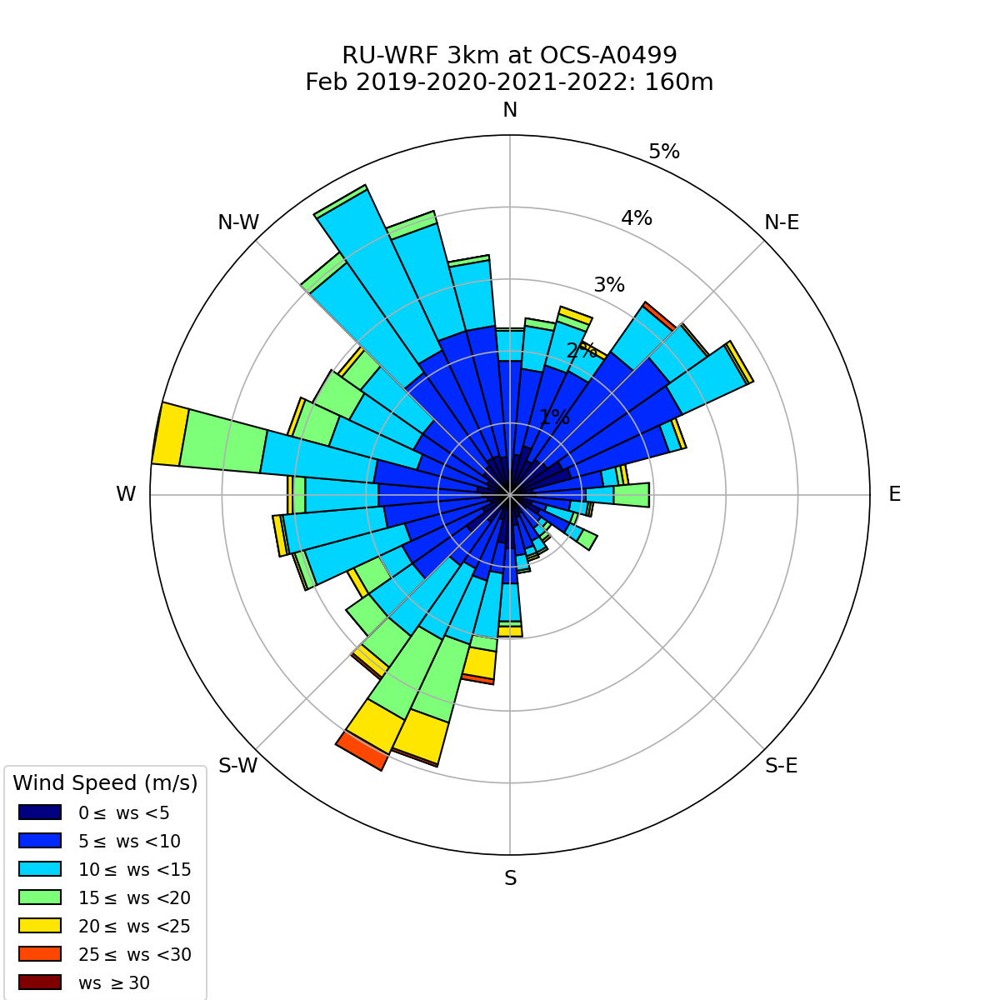 RU-WRF 3km at OCS-A0499
Feb 2019-2020-2021-2022: 160m
N
5%
N-W
4%
N-E
3%
2%
1%
W
E
S-W
S-E
S
Wind Speed (m/s)
0 ≤ ws <5
5 ≤ ws <10
10 ≤ ws <15
15 ≤ ws <20
20 ≤ ws <25
25 ≤ ws <30
ws ≥ 30